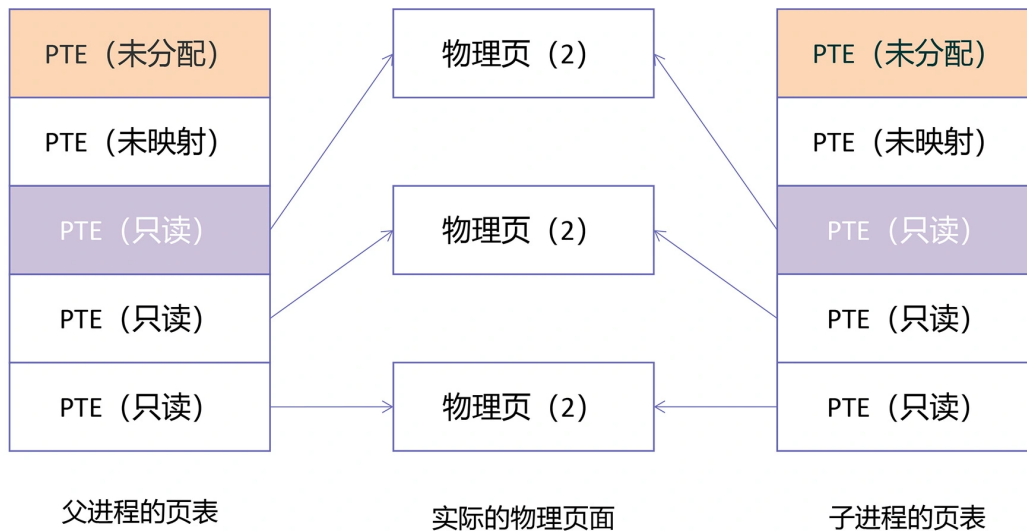 PTE（未分配）
PTE（未映射）
PTE（只读）
PTE（只读）
PTE（只读）
父进程的页表
物理页（2）
物理页（2）
物理页（2）
实际的物理页面
PTE（未分配）
PTE（未映射）
PTE（只读）
PTE（只读）
PTE（只读）
子进程的页表